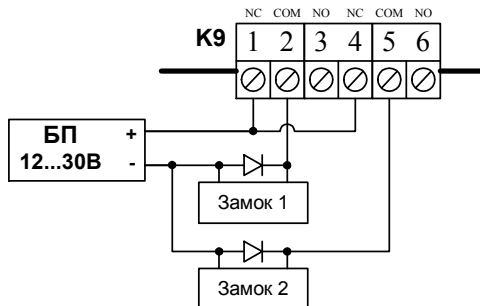 NC COM NO NC COM NO
K9 1 2 3 4 5 6
БП +
12...30В -
Замок 1
Замок 2